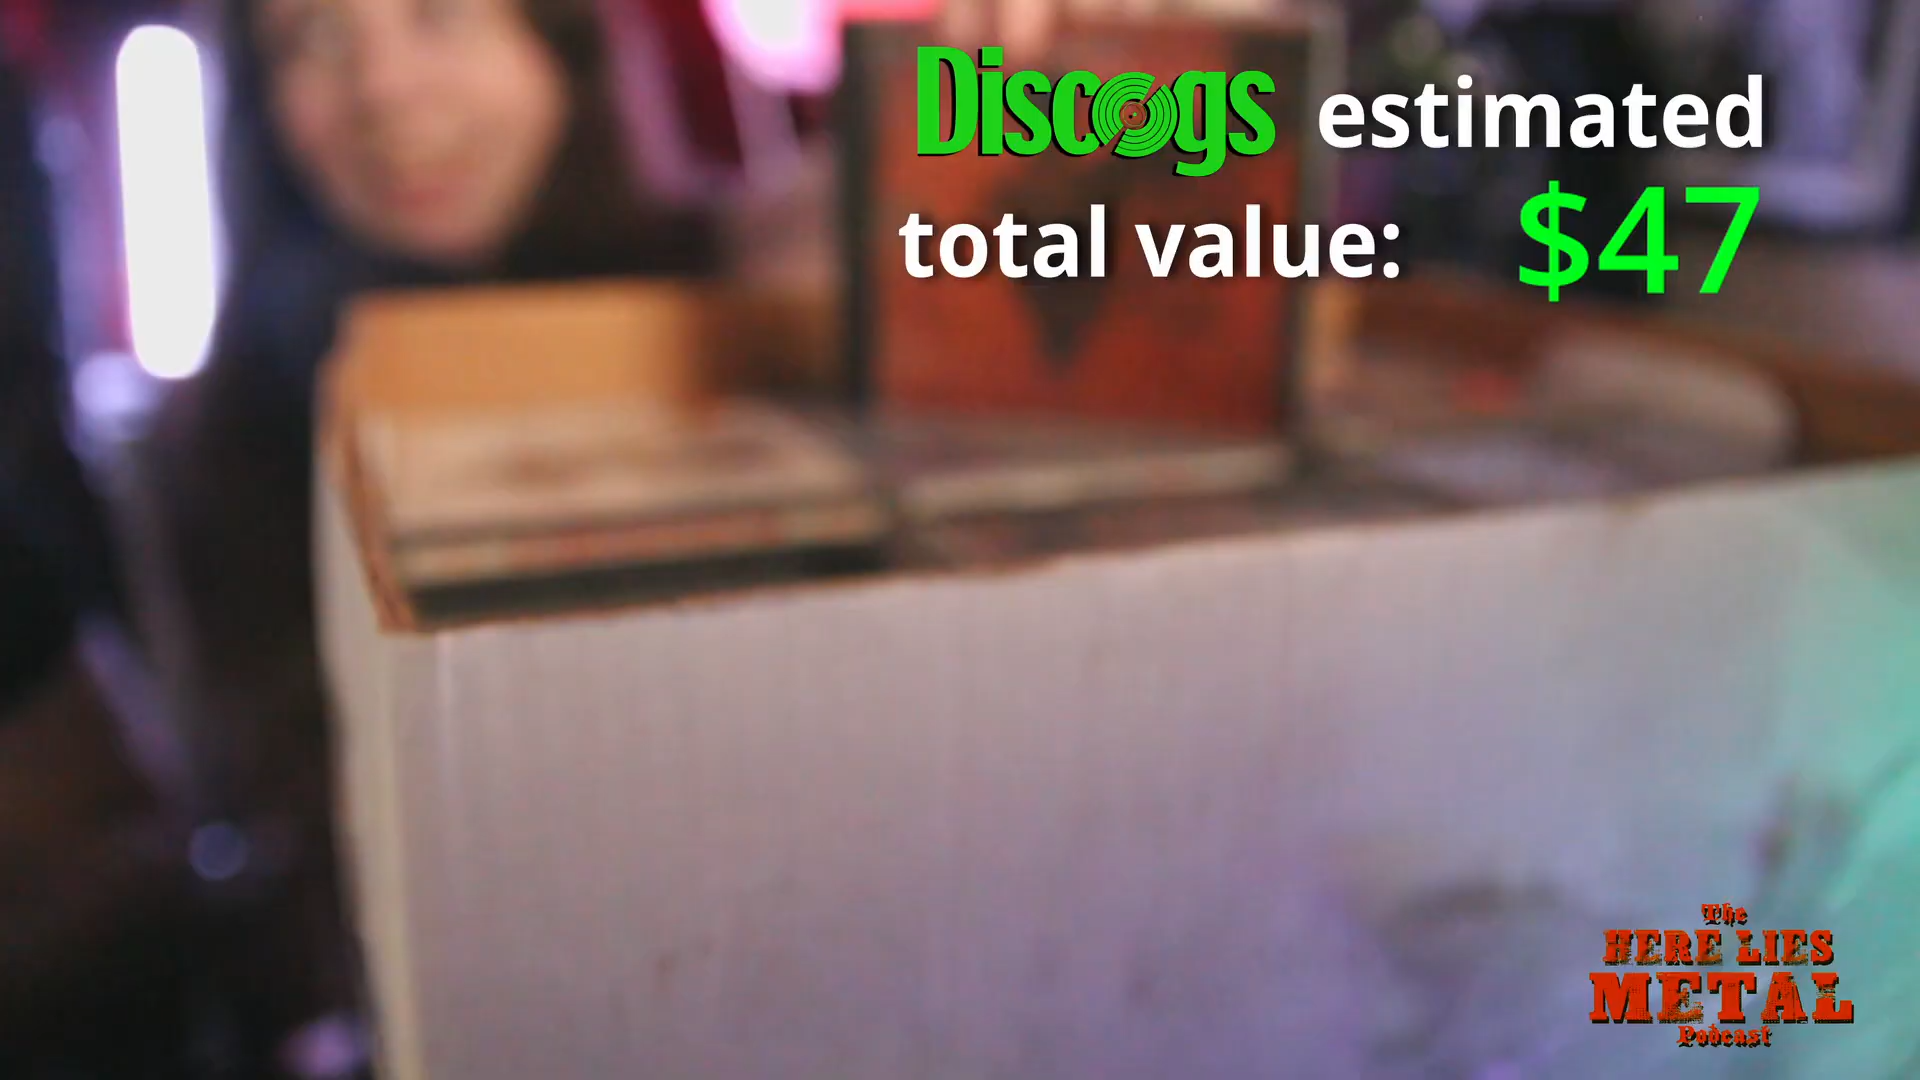 Discogs estimated
total value: $47
The
HERE LIES
METAL
Podcast